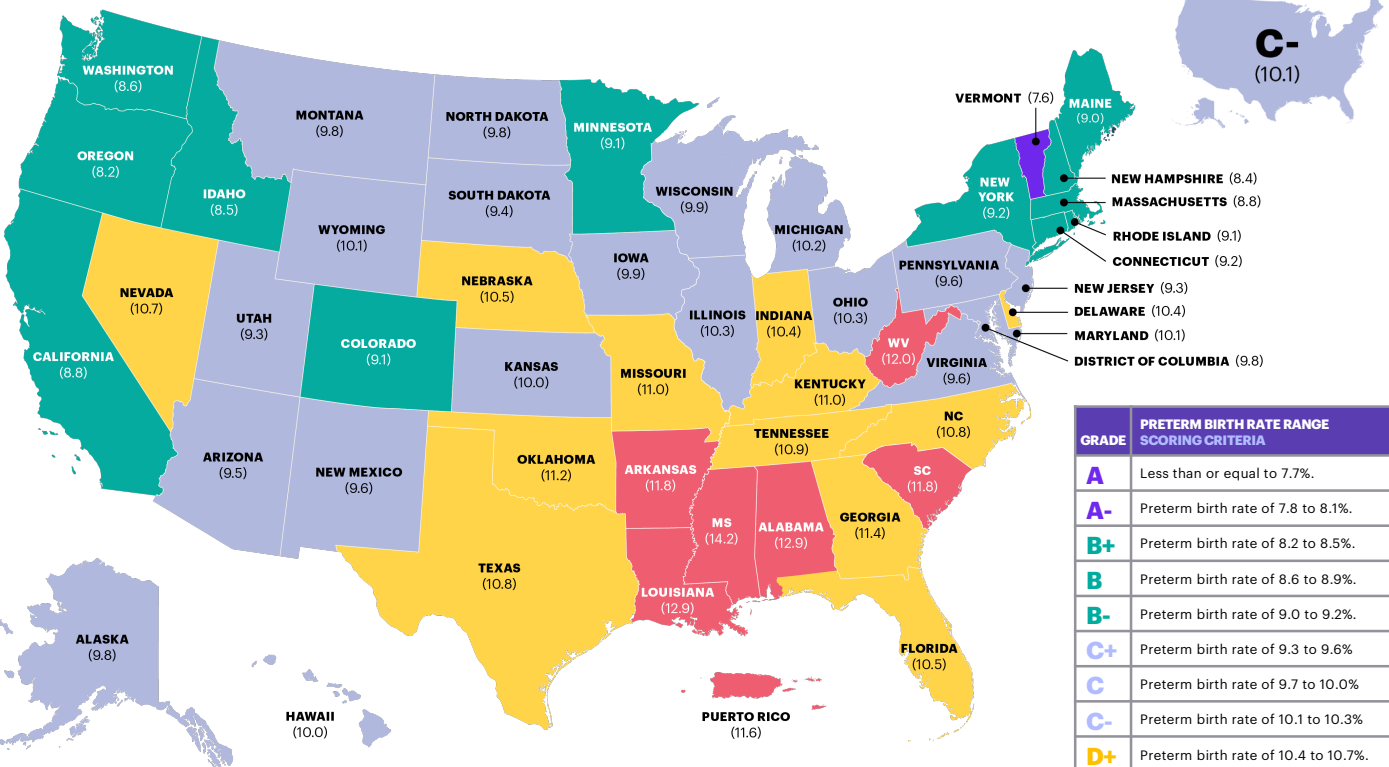 C-
(10.1)
WASHINGTON
(8.6)
OREGON
(8.2)
CALIFORNIA
(8.8)
NEVADA
(10.7)
IDAHO
(8.5)
MONTANA
(9.8)
WYOMING
(10.1)
UTAH
(9.3)
COLORADO
(9.1)
ARIZONA
(9.5)
NEW MEXICO
(9.6)
NORTH DAKOTA
(9.8)
SOUTH DAKOTA
(9.4)
NEBRASKA
(10.5)
KANSAS
(10.0)
OKLAHOMA
(11.2)
TEXAS
(10.8)
MINNESOTA
(9.1)
IOWA
(9.9)
MISSOURI
(11.0)
ARKANSAS
(11.8)
LOUISIANA
(12.9)
WISCONSIN
(9.9)
ILLINOIS
(10.3)
MICHIGAN
(10.2)
INDIANA
(10.4)
OHIO
(10.3)
KENTUCKY
(11.0)
TENNESSEE
(10.9)
MS
(14.2)
ALABAMA
(12.9)
GEORGIA
(11.4)
FLORIDA
(10.5)
SC
(11.8)
NC
(10.8)
VIRGINIA
(9.6)
WV
(12.0)
PENNSYLVANIA
(9.6)
NEW
YORK
(9.2)
VERMONT (7.6)
MAINE
(9.0)
NEW HAMPSHIRE (8.4)
MASSACHUSETTS (8.8)
RHODE ISLAND (9.1)
CONNECTICUT (9.2)
NEW JERSEY (9.3)
DELAWARE (10.4)
MARYLAND (10.1)
DISTRICT OF COLUMBIA (9.8)
ALASKA
(9.8)
HAWAII
(10.0)
PUERTO RICO
(11.6)
GRADE PRETERM BIRTH RATE RANGE
SCORING CRITERIA
A Less than or equal to 7.7%.
A- Preterm birth rate of 7.8 to 8.1%.
B+ Preterm birth rate of 8.2 to 8.5%.
B Preterm birth rate of 8.6 to 8.9%.
B- Preterm birth rate of 9.0 to 9.2%.
C+ Preterm birth rate of 9.3 to 9.6%
C Preterm birth rate of 9.7 to 10.0%
C- Preterm birth rate of 10.1 to 10.3%
D+ Preterm birth rate of 10.4 to 10.7%.